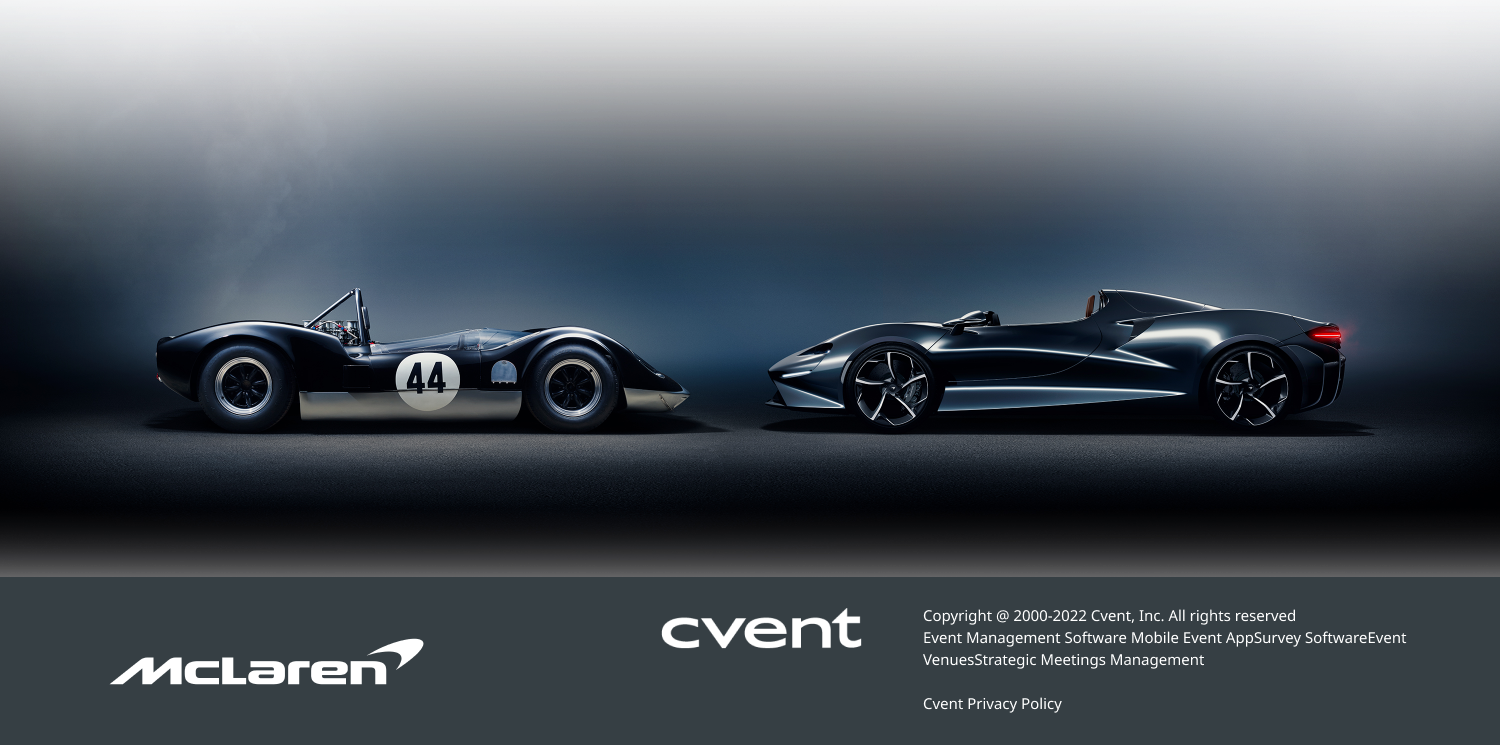 44
McLaren
cvent
Copyright @ 2000-2022 Cvent, Inc. All rights reserved
Event Management Software Mobile Event AppSurvey SoftwareEvent
VenuesStrategic Meetings Management
Cvent Privacy Policy